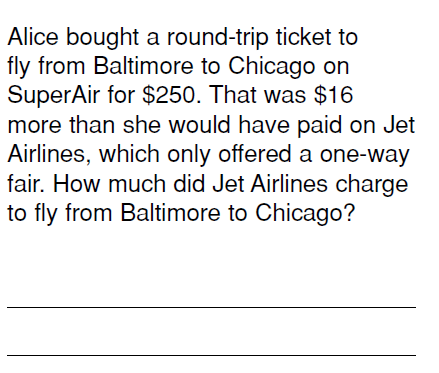 Alice bought a round-trip ticket to
fly from Baltimore to Chicago on
SuperAir for $250. That was $16
more than she would have paid on Jet
Airlines, which only offered a one-way
fair. How much did Jet Airlines charge
to fly from Baltimore to Chicago?